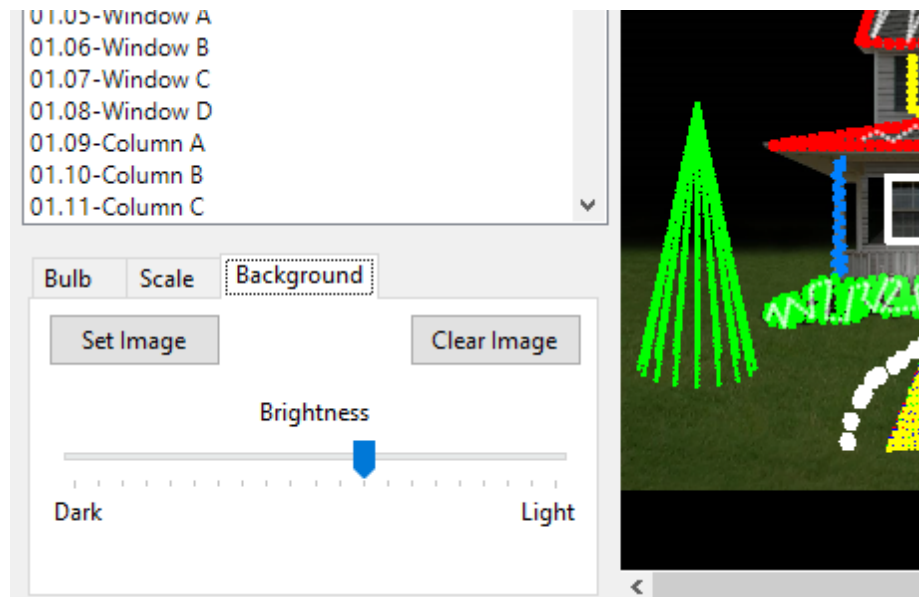 01.05-Window A
01.06-Window B
01.07-Window C
01.08-Window D
01.09-Column A
01.10-Column B
01.11-Column C
Bulb Scale Background
Set Image Clear Image
Brightness
Dark Light